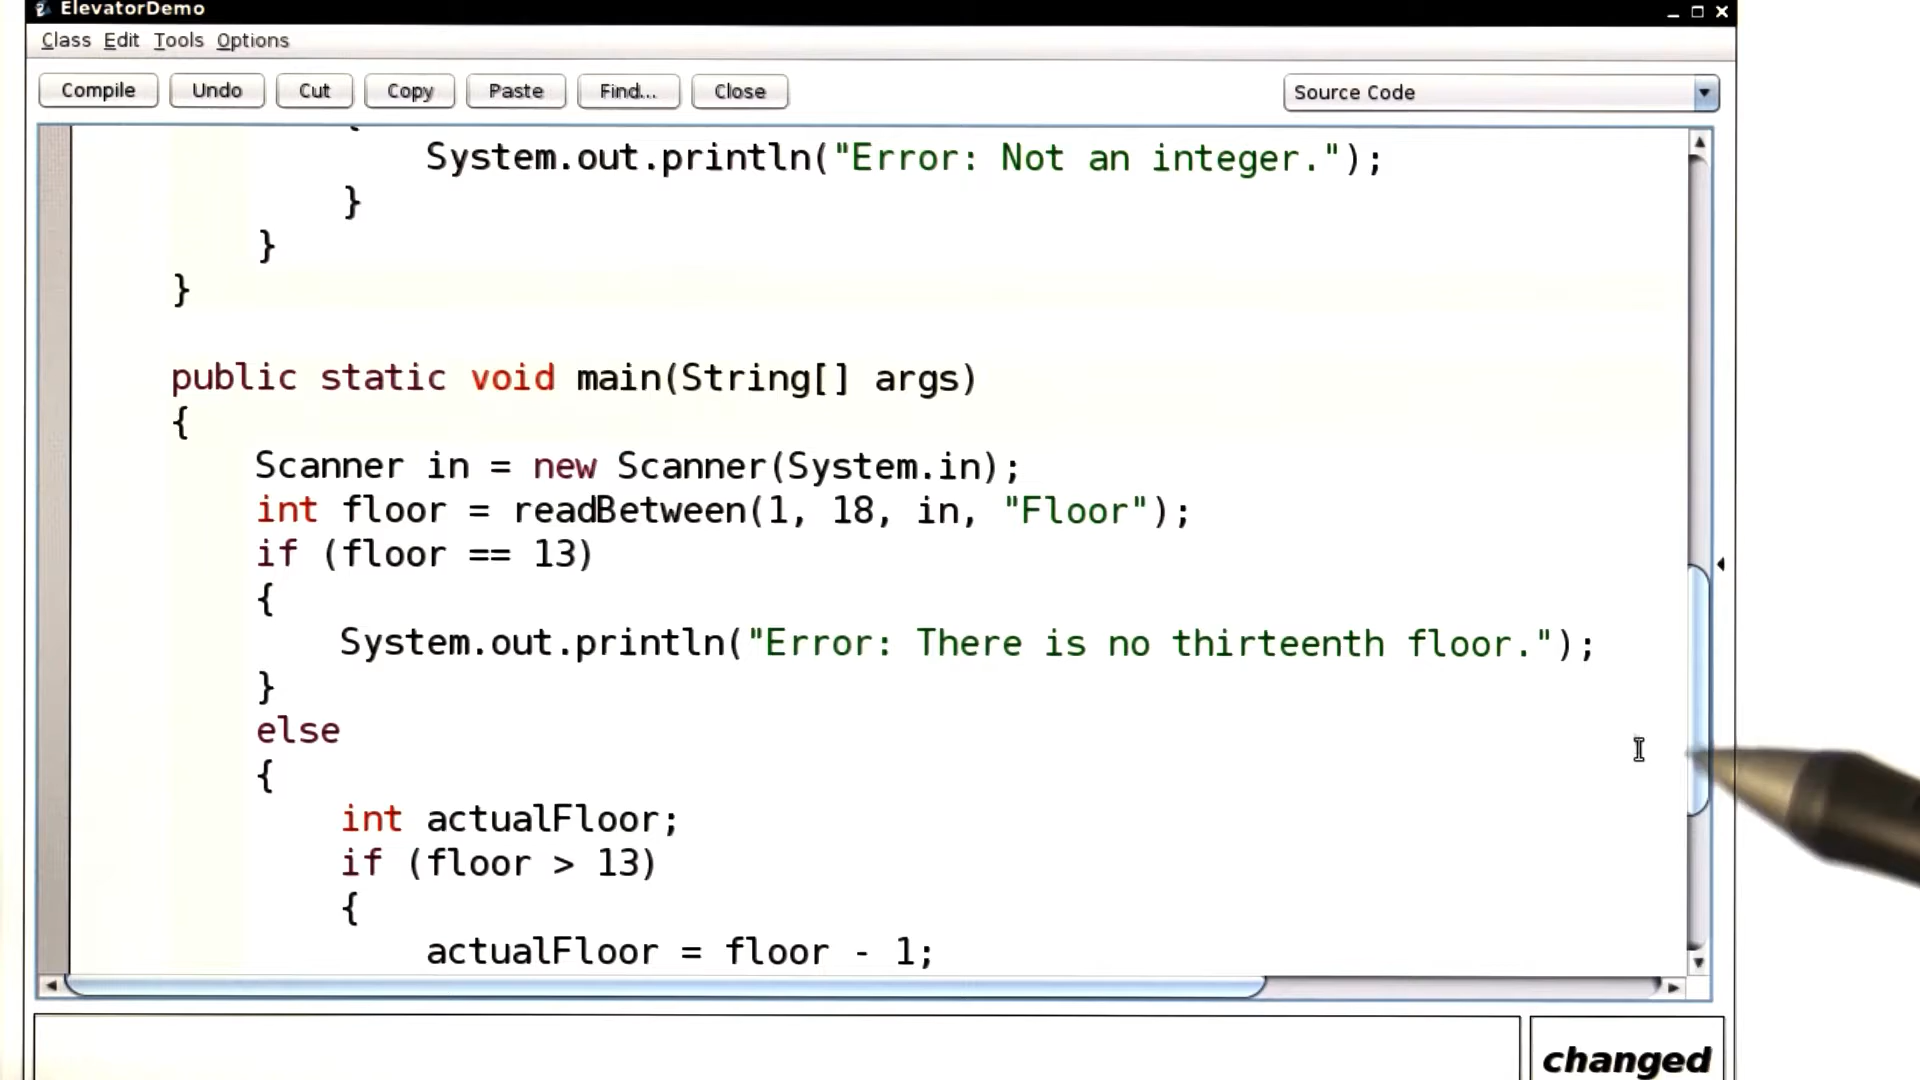 ElevatorDemo
Class Edit Tools Options
Compile Undo Cut Copy Paste Find... Close Source Code
{
System.out.println("Error: Not an integer.");
}
}
}
public static void main(String[] args)
{
Scanner in = new Scanner(System.in);
int floor = readBetween(1, 18, in, "Floor");
if (floor == 13)
{
System.out.println("Error: There is no thirteenth floor.");
}
else
{
int actualFloor;
if (floor > 13)
{
actualFloor = floor - 1;
changed